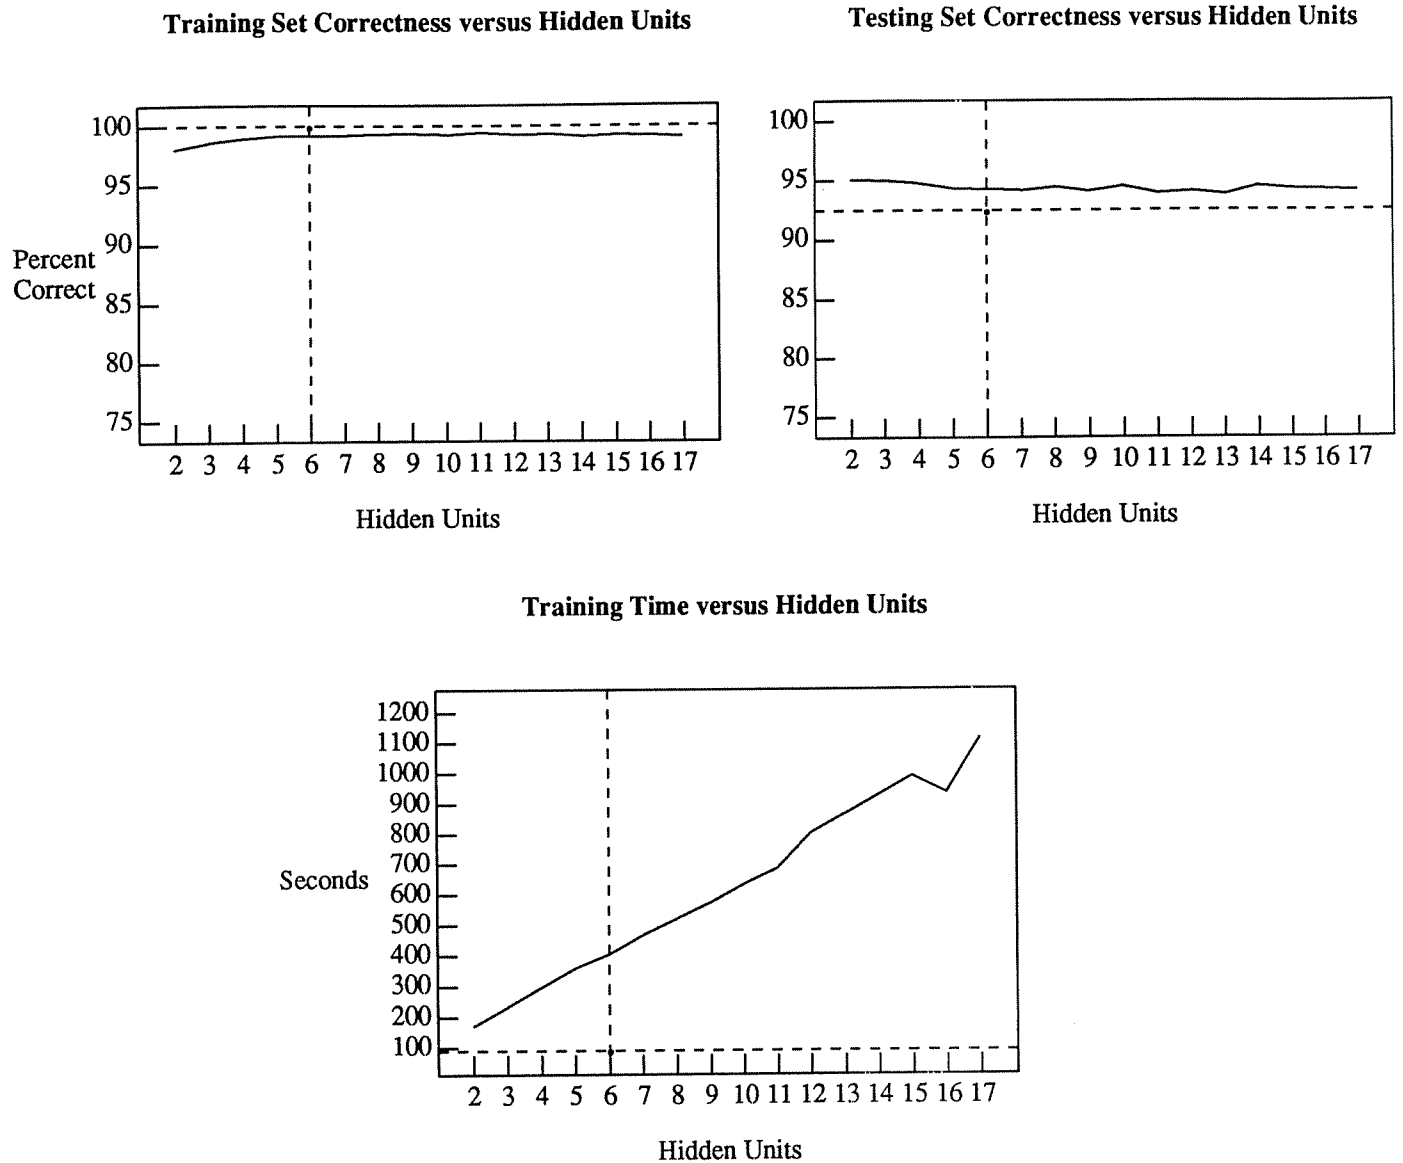 Training Set Correctness versus Hidden Units
100
95
90
85
80
75
Percent
Correct
2 3 4 5 6 7 8 9 10 11 12 13 14 15 16 17
Hidden Units
Testing Set Correctness versus Hidden Units
100
95
90
85
80
75
2 3 4 5 6 7 8 9 10 11 12 13 14 15 16 17
Hidden Units
Training Time versus Hidden Units
1200
1100
1000
900
800
700
Seconds
600
500
400
300
200
100
2 3 4 5 6 7 8 9 10 11 12 13 14 15 16 17
Hidden Units